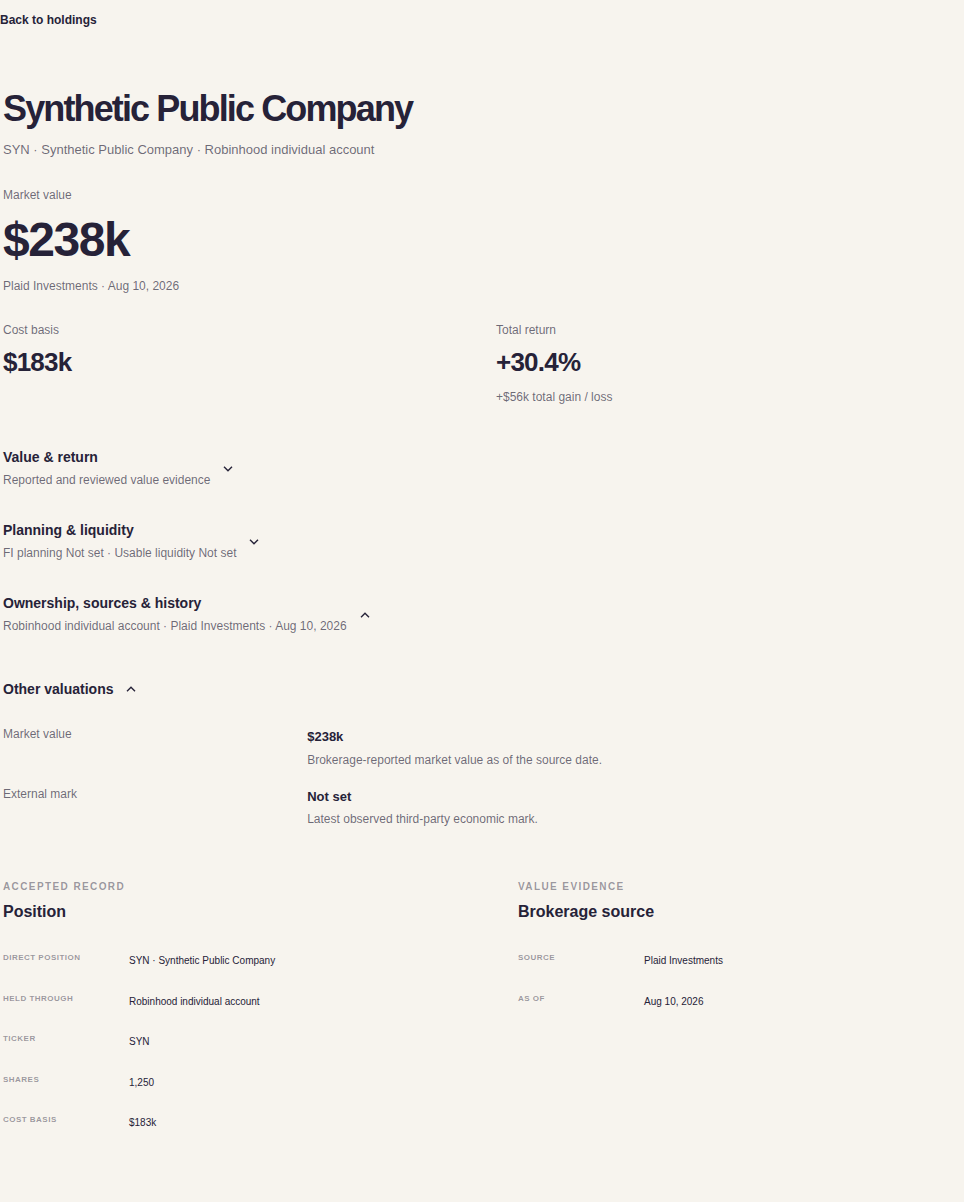 Back to holdings
Synthetic Public Company
SYN · Synthetic Public Company · Robinhood individual account
Market value
$238k
Plaid Investments · Aug 10, 2026
Cost basis
$183k
Total return
+30.4%
+$56k total gain / loss
Value & return
Reported and reviewed value evidence
Planning & liquidity
FI planning Not set · Usable liquidity Not set
Ownership, sources & history
Robinhood individual account · Plaid Investments · Aug 10, 2026
Other valuations
Market value
$238k
Brokerage-reported market value as of the source date.
External mark
Not set
Latest observed third-party economic mark.
ACCEPTED RECORD
Position
DIRECT POSITION
SYN · Synthetic Public Company
HELD THROUGH
Robinhood individual account
TICKER
SYN
SHARES
1,250
COST BASIS
$183k
VALUE EVIDENCE
Brokerage source
SOURCE
Plaid Investments
AS OF
Aug 10, 2026